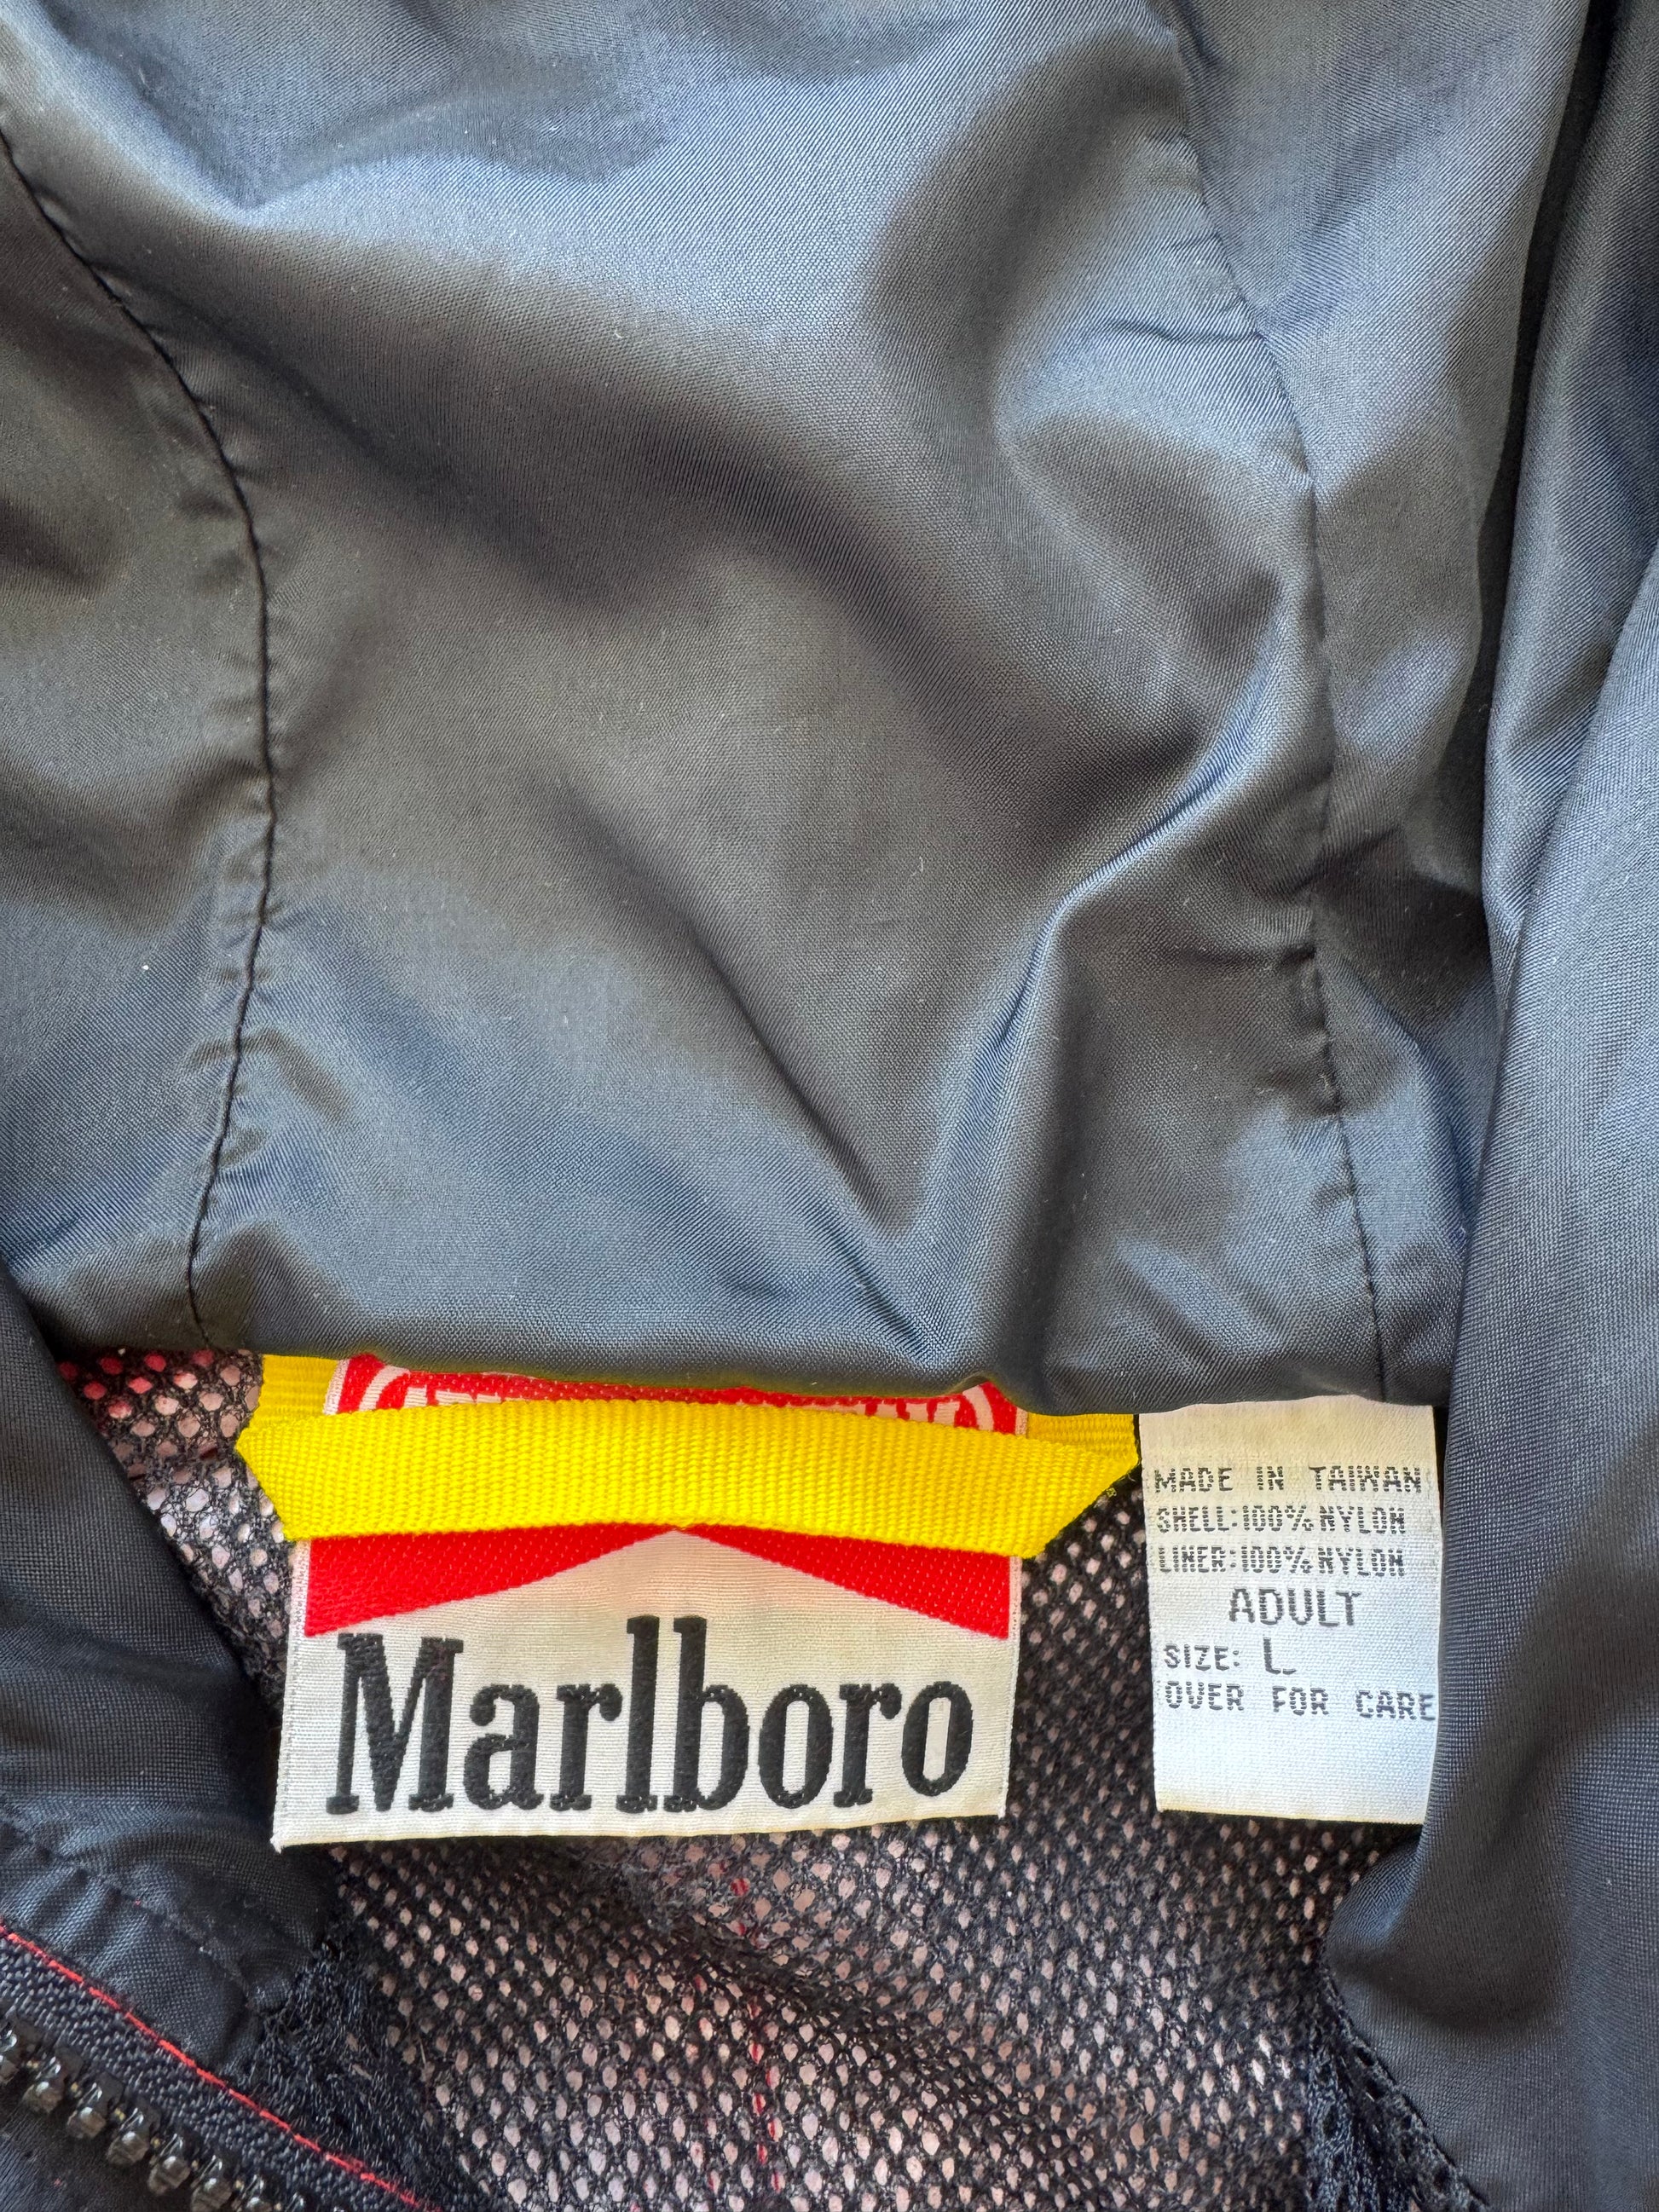 Marlboro
MADE IN TAIWAN
SHELL:100%NYLON
LINER:100%NYLON
ADULT
SIZE: L
OVER FOR CARE